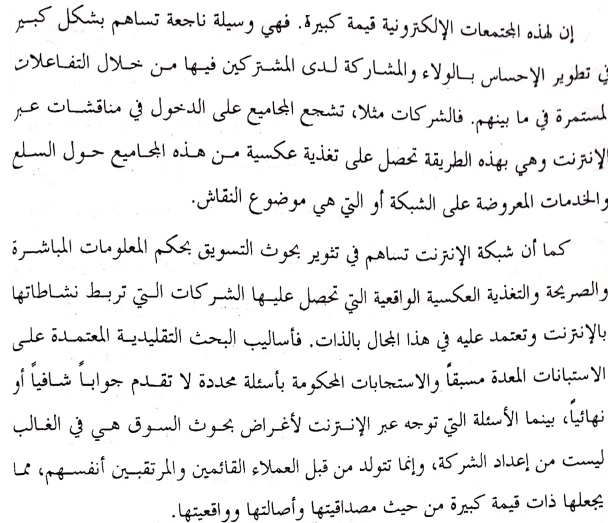 إن لهذه المجتمعات الإلكترونية قيمة كبيرة. فهي وسيلة ناجعة تساهم بشكل كبير
في تطوير الإحساس بالولاء والمشاركة لدى المشتركين فيها من خلال التفاعلات
المستمرة في ما بينهم. فالشركات مثلا، تشجع المجاميع على الدخول في مناقشات عبر
الإنترنت وهي بهذه الطريقة تحصل على تغذية عكسية من هذه المجاميع حول السلع
والخدمات المعروضة على الشبكة أو التي هي موضوع النقاش.
كما أن شبكة الإنترنت تساهم في تثوير بحوث التسويق بحكم المعلومات المباشرة
والصريحة والتغذية العكسية الواقعية التي تحصل عليها الشركات التي تربط نشاطاتها
بالإنترنت وتعتمد عليه في هذا المجال بالذات. فأساليب البحث التقليدية المعتمدة على
الاستبانات المعدة مسبقاً والاستجابات المحكومة بأسئلة محددة لا تقدم جواباً شافياً أو
نهائياً، بينما الأسئلة التي توجه عبر الإنترنت لأغراض بحوث السوق هي في الغالب
ليست من إعداد الشركة، وإنما تتولد من قبل العملاء القائمين والمرتقبين أنفسهم، مما
يجعلها ذات قيمة كبيرة من حيث مصداقيتها وأصالتها وواقعيتها.